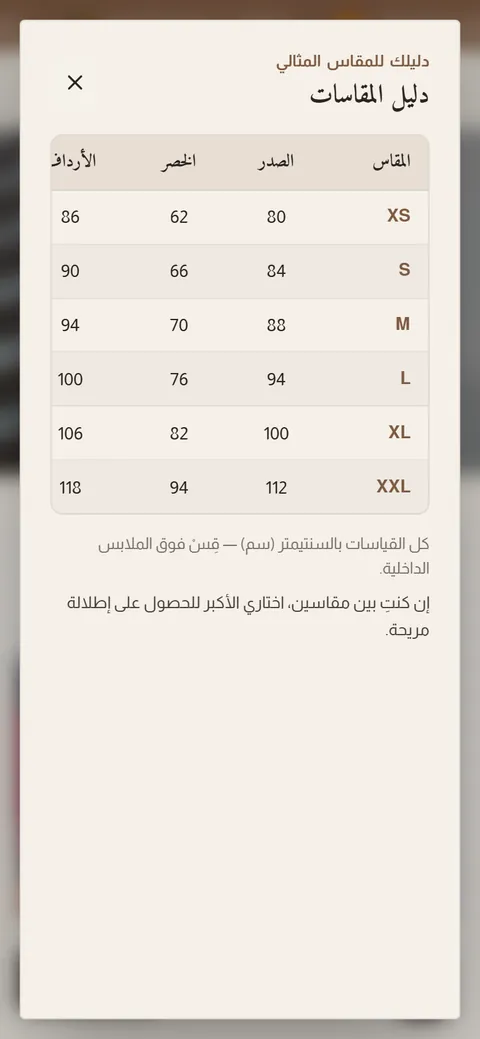 دليلك للمقاس المثالي
دليل المقاسات
المقاس الصدر الخصر الأرداف
XS 80 62 86
S 84 66 90
M 88 70 94
L 94 76 100
XL 100 82 106
XXL 112 94 118
كل القياسات بالسنتيمتر (سم) — قِسنْ فوق الملابس
الداخلية.
إن كنتِ بين مقاسين، اختاري الأكبر للحصول على إطلالة
مريحة.